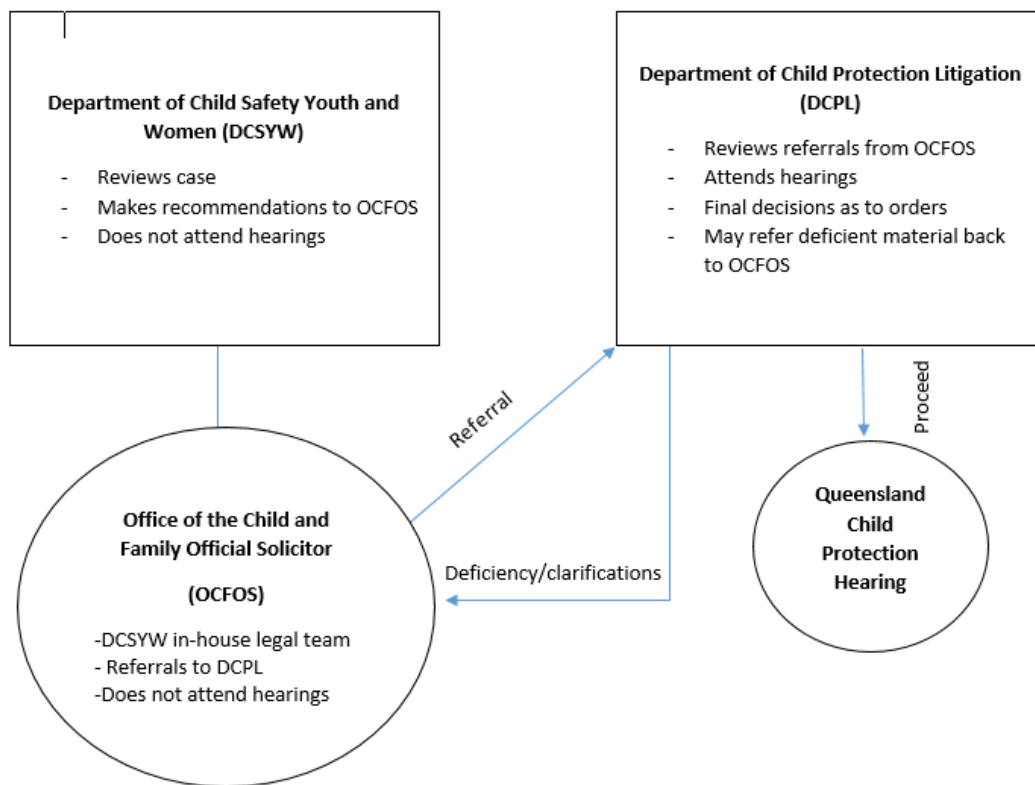 Department of Child Safety Youth and
Women (DCSYW)
- Reviews case
- Makes recommendations to OCFOS
- Does not attend hearings
Department of Child Protection Litigation
(DCPL)
- Reviews referrals from OCFOS
- Attends hearings
- Final decisions as to orders
- May refer deficient material back
to OCFOS
Referral
Proceed
Office of the Child and
Family Official Solicitor
(OCFOS)
-DCSYW in-house legal team
- Referrals to DCPL
-Does not attend hearings
Deficiency/clarifications
Queensland
Child
Protection
Hearing